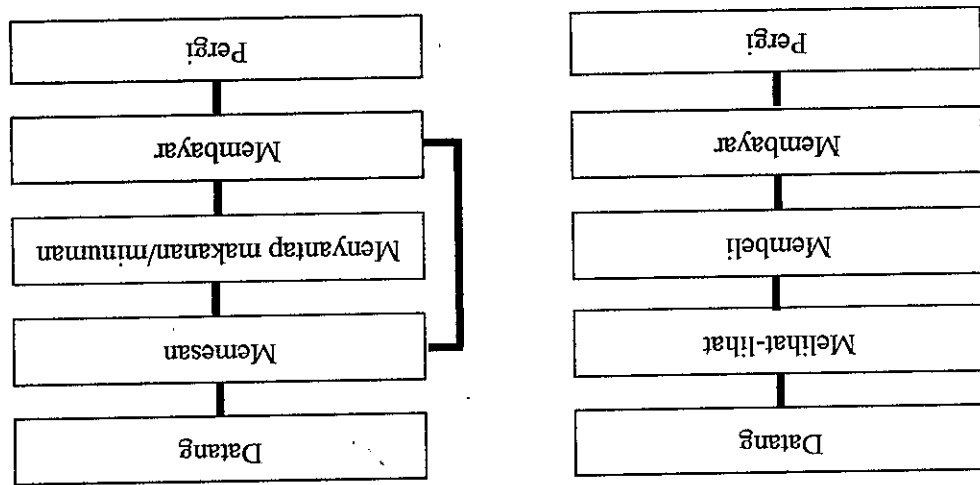 Datang
Melihat-lihat
Membeli
Membayar
Pergi
Datang
Memesan
Menyantap makanan/minuman
Membayar
Pergi